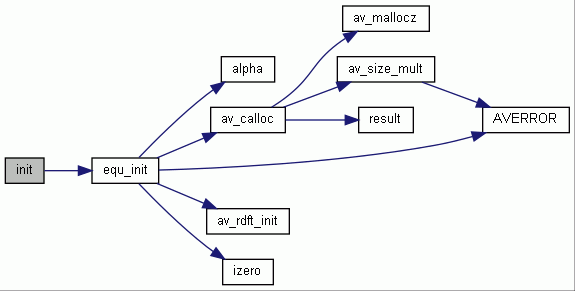 av_mallocz
alpha
av_size_mult
av_calloc
result
AVERROR
init
equ_init
av_rdft_init
izero